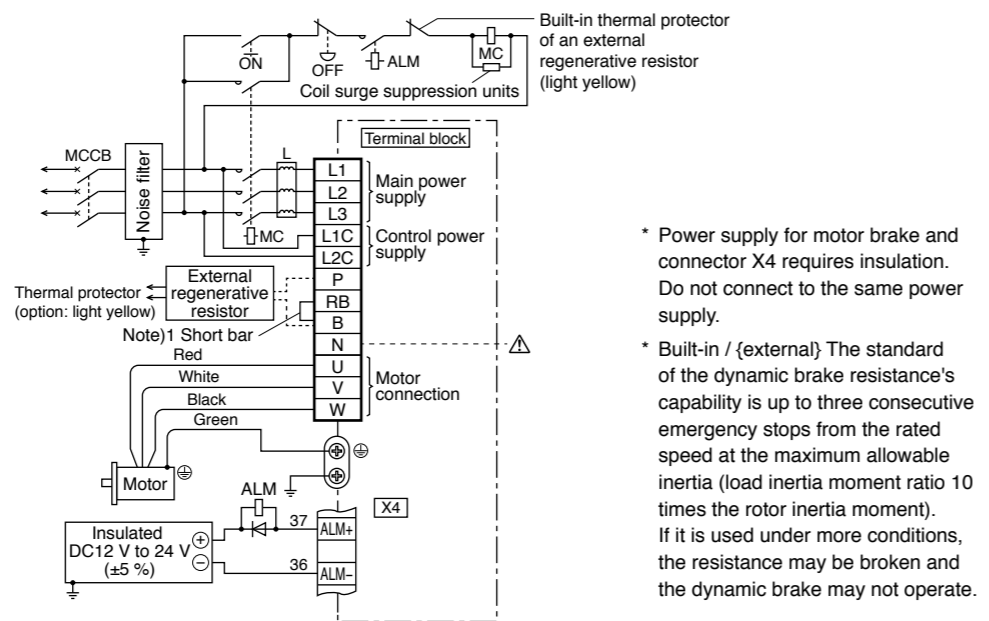 Built-in thermal protector
of an external
regenerative resistor
(light yellow)
ON
OFF
ALM
MC
Coil surge suppression units
Terminal block
MCCB
Noise filter
L
L1
L2
L3
Main power
supply
MC
L1C
L2C
Control power
supply
P
RB
B
N
External
regenerative
resistor
Thermal protector
(option: light yellow)
Note)1 Short bar
Red
White
Black
Green
U
V
W
Motor
connection
Motor
ALM
X4
37
ALM+
36
ALM−
Insulated
DC12 V to 24 V
(±5 %)
+
−
* Power supply for motor brake and
connector X4 requires insulation.
Do not connect to the same power
supply.
* Built-in / {external} The standard
of the dynamic brake resistance's
capability is up to three consecutive
emergency stops from the rated
speed at the maximum allowable
inertia (load inertia moment ratio 10
times the rotor inertia moment).
If it is used under more conditions,
the resistance may be broken and
the dynamic brake may not operate.